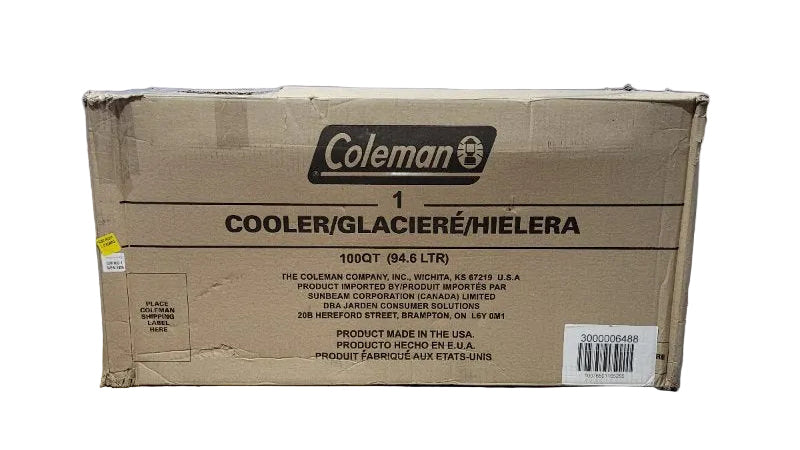 Coleman
1
COOLER/GLACIERÉ/HIELERA
100QT (94.6 LTR)
THE COLEMAN COMPANY, INC., WICHITA, KS 67219 U.S.A
PRODUCT IMPORTED BY/PRODUIT IMPORTÉS PAR
SUNBEAM CORPORATION (CANADA) LIMITED
DBA JARDEN CONSUMER SOLUTIONS
20B HEREFORD STREET, BRAMPTON, ON L6Y 0M1
PRODUCT MADE IN THE USA.
PRODUCTO HECHO EN E.U.A.
PRODUIT FABRIQUÉ AUX ETATS-UNIS
PLACE
COLEMAN
SHIPPING
LABEL
HERE
3000006488